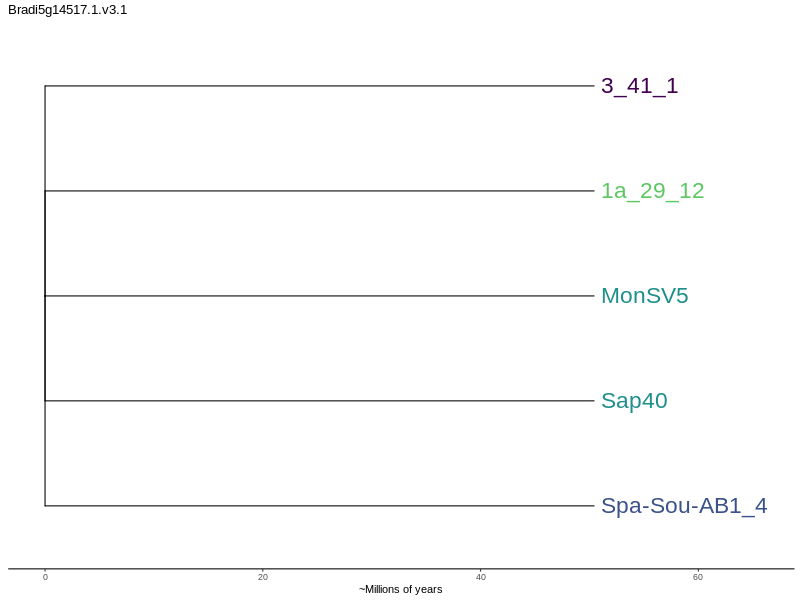 Bradi5g14517.1.v3.1
3_41_1
1a_29_12
MonSV5
Sap40
Spa-Sou-AB1_4
0 20 40 60
~Millions of years